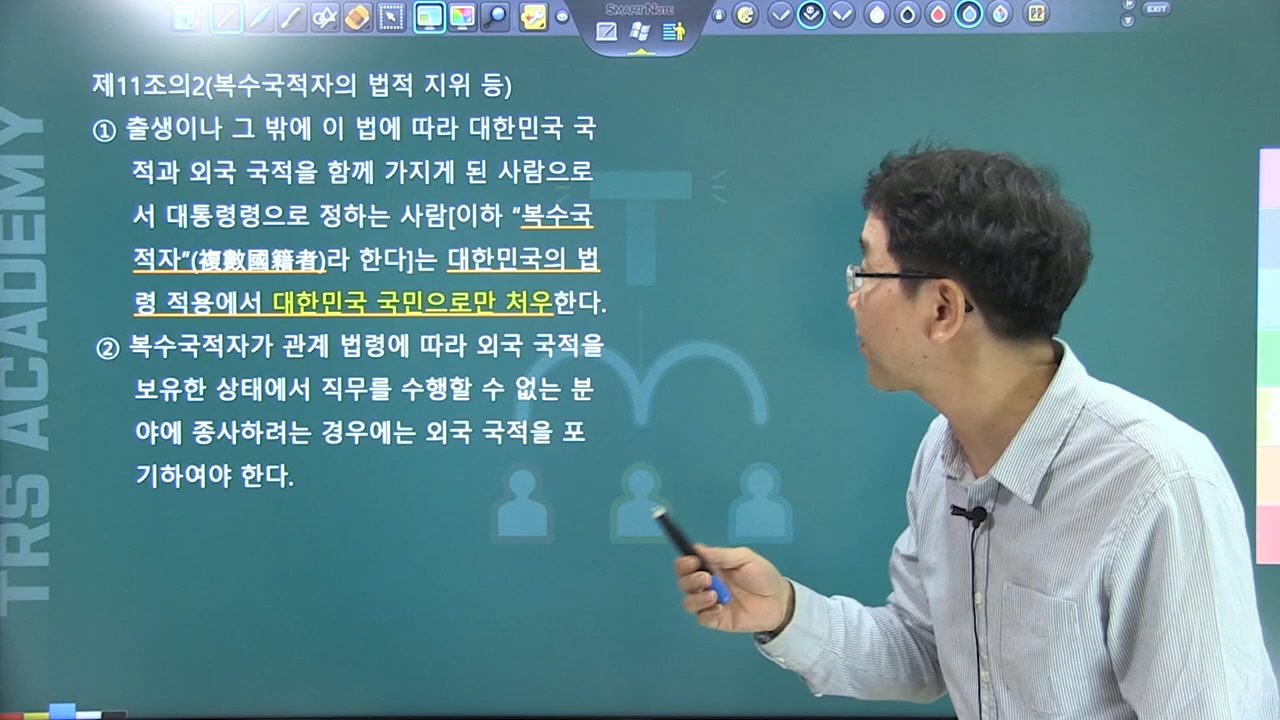 SMART NOTE
EXIT
TRS ACADEMY
제11조의2(복수국적자의 법적 지위 등)
① 출생이나 그 밖에 이 법에 따라 대한민국 국
적과 외국 국적을 함께 가지게 된 사람으로
서 대통령령으로 정하는 사람[이하 “복수국
적자”(複數國籍者)라 한다]는 대한민국의 법
령 적용에서 대한민국 국민으로만 처우한다.
② 복수국적자가 관계 법령에 따라 외국 국적을
보유한 상태에서 직무를 수행할 수 없는 분
야에 종사하려는 경우에는 외국 국적을 포
기하여야 한다.